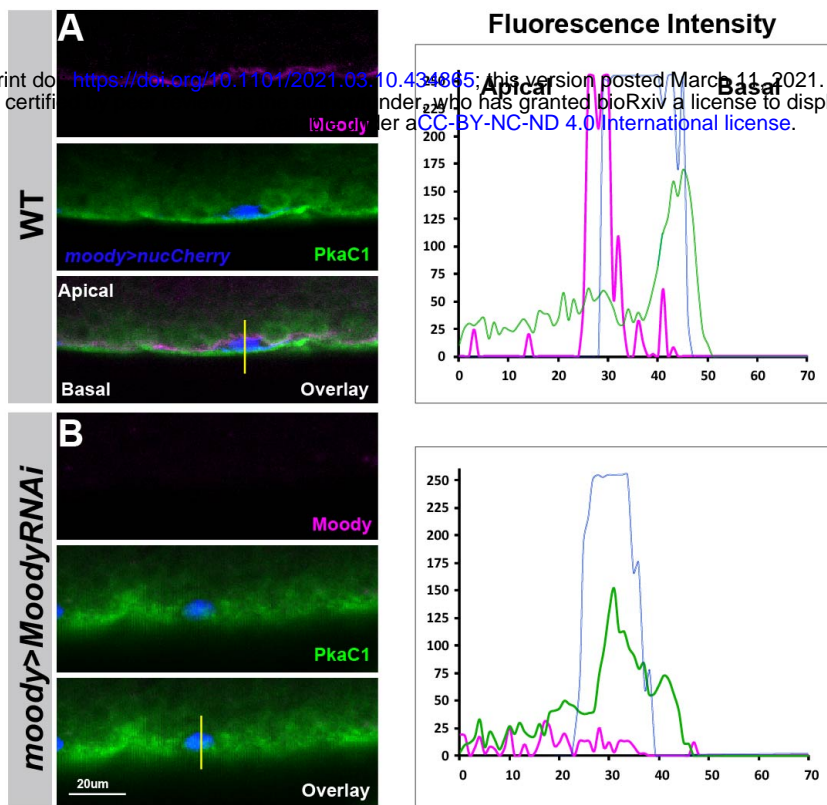 Fluorescence Intensity
A
rint do https://doi.org/10.1101/2021.03.10.434865; this version posted March 11, 2021.
certifi nder, who has granted bioRxiv a license to displ
er aCC-BY-NC-ND 4.0 International license.
Moody
WT
moody>nucCherry
PkaC1
Apical
Basal
Overlay
Apical
Basal
225
200
175
150
125
100
75
50
25
0
0 10 20 30 40 50 60 70
B
moody>MoodyRNAi
Moody
PkaC1
20um
Overlay
250
225
200
175
150
125
100
75
50
25
0
0 10 20 30 40 50 60 70